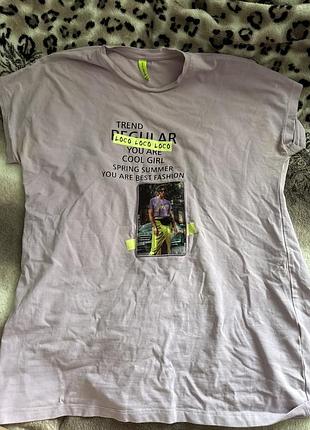 TREND
REGULAR
LOCO LOCO LOCO
YOU ARE
COOL GIRL
SPRING SUMMER
YOU ARE BEST FASHION